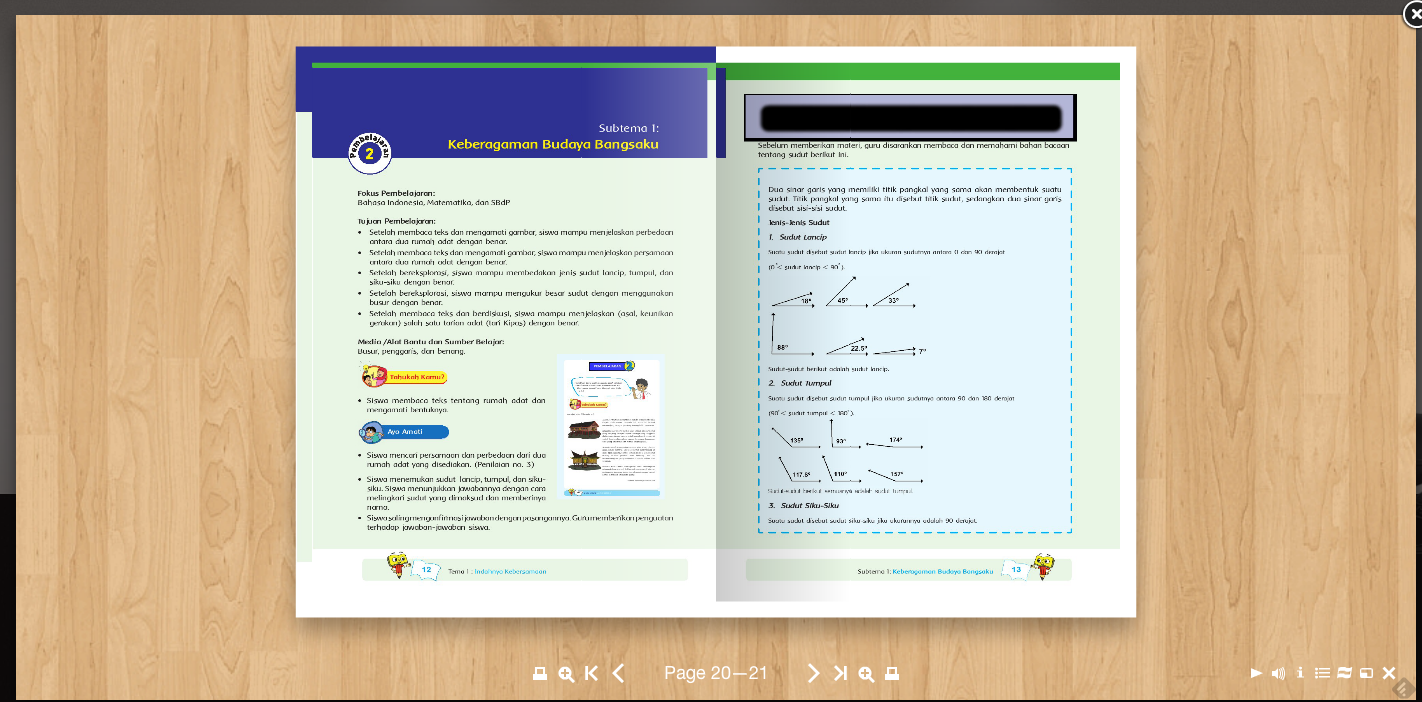 Subtema 1:
Keberagaman Budaya Bangsaku
Pembelajaran
2
Fokus Pembelajaran:
Bahasa Indonesia, Matematika, dan SBdP
Tujuan Pembelajaran:
• Setelah membaca teks dan mengamati gambar, siswa mampu menjelaskan perbedaan
antara dua rumah adat dengan benar.
• Setelah membaca teks dan mengamati gambar, siswa mampu menjelaskan persamaan
antara dua rumah adat dengan benar.
• Setelah bereksplorasi, siswa mampu membedakan jenis sudut lancip, tumpul, dan
siku-siku dengan benar.
• Setelah bereksplorasi, siswa mampu mengukur besar sudut dengan menggunakan
busur dengan benar.
• Setelah membaca teks dan berdiskusi, siswa mampu menjelaskan (asal, keunikan
gerakan) salah satu tarian adat (tari Kipas) dengan benar.
Media /Alat Bantu dan Sumber Belajar:
Busur, penggaris, dan benang.
Tahukah Kamu?
• Siswa membaca teks tentang rumah adat dan
mengamati bentuknya.
Ayo Amati
• Siswa mencari persamaan dan perbedaan dari dua
rumah adat yang disediakan. (Penilaian no. 3)
• Siswa menemukan sudut lancip, tumpul, dan siku-
siku. Siswa menunjukkan jawabannya dengan cara
melingkari sudut yang dimaksud dan memberinya
nama.
• Siswa saling mengonfirmasi jawaban dengan pasangannya. Guru memberikan penguatan
terhadap jawaban-jawaban siswa.
12
Tema 1 : Indahnya Kebersamaan
Sebelum memberikan materi, guru disarankan membaca dan memahami bahan bacaan
tentang sudut berikut ini.
Dua sinar garis yang memiliki titik pangkal yang sama akan membentuk suatu
sudut. Titik pangkal yang sama itu disebut titik sudut, sedangkan dua sinar garis
disebut sisi-sisi sudut.
Jenis-Jenis Sudut
1. Sudut Lancip
Suatu sudut disebut sudut lancip jika ukuran sudutnya antara 0 dan 90 derajat
(0°< sudut lancip < 90°).
18° 45° 33°
88° 22.5° 7°
Sudut-sudut berikut adalah sudut lancip.
2. Sudut Tumpul
Suatu sudut disebut sudut tumpul jika ukuran sudutnya antara 90 dan 180 derajat
(90°< sudut tumpul < 180°).
135° 93° 174°
117.5° 110° 157°
Sudut-sudut berikut semuanya adalah sudut tumpul.
3. Sudut Siku-Siku
Suatu sudut disebut sudut siku-siku jika ukurannya adalah 90 derajat.
Subtema 1: Keberagaman Budaya Bangsaku
13
Page 20—21